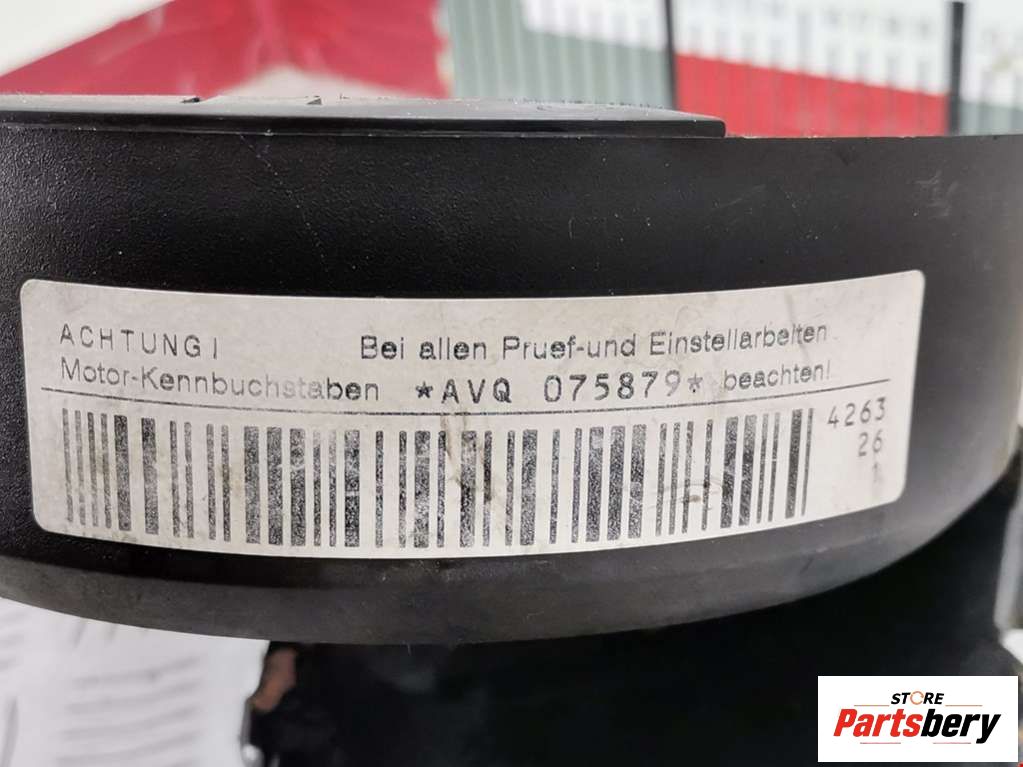 ACHTUNG! Bei allen Pruef-und Einstellarbeiten
Motor-Kennbuchstaben *AVQ 075879* beachten!
4263
26
1
STORE
Partsbery